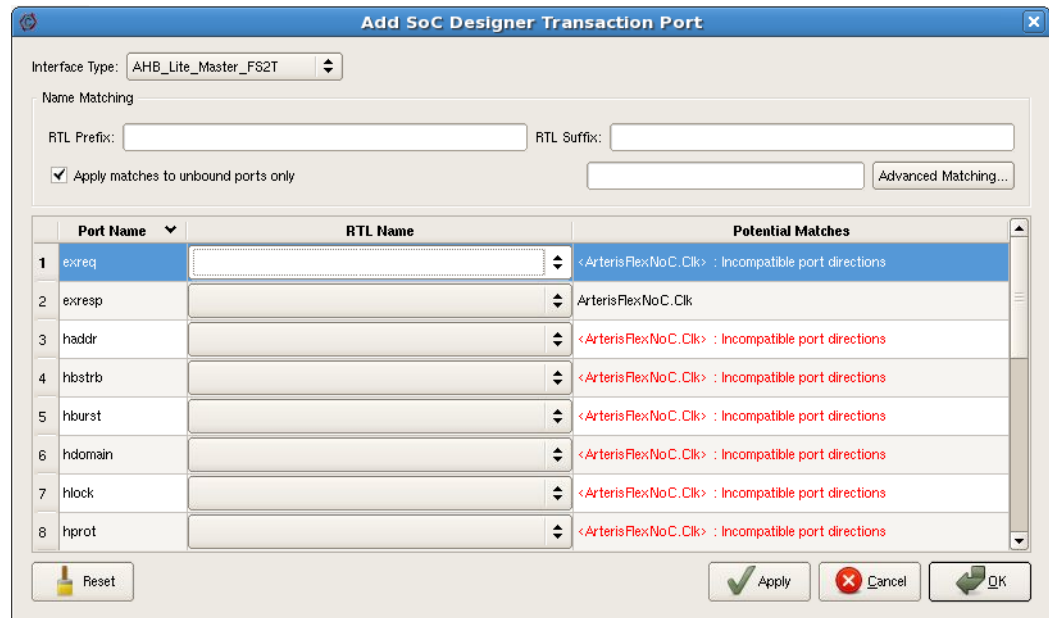 Add SoC Designer Transaction Port
Interface Type: AHB_Lite_Master_FS2T
Name Matching
RTL Prefix: RTL Suffix:
Apply matches to unbound ports only Advanced Matching...
Port Name RTL Name Potential Matches
1 exreq <ArterisFlexNoC.Clk> : Incompatible port directions
2 exresp ArterisFlexNoC.Clk
3 haddr <ArterisFlexNoC.Clk> : Incompatible port directions
4 hbstrb <ArterisFlexNoC.Clk> : Incompatible port directions
5 hburst <ArterisFlexNoC.Clk> : Incompatible port directions
6 hdomain <ArterisFlexNoC.Clk> : Incompatible port directions
7 hlock <ArterisFlexNoC.Clk> : Incompatible port directions
8 hprot <ArterisFlexNoC.Clk> : Incompatible port directions
Reset Apply Cancel OK